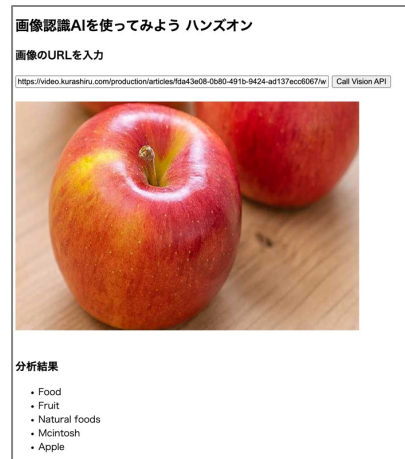 画像認識AIを使ってみよう ハンズオン
画像のURLを入力
https://video.kurashiru.com/production/articles/fda43e08-0b80-491b-9424-ad137ecc6067/w Call Vision API
分析結果
• Food
• Fruit
• Natural foods
• Mcintosh
• Apple